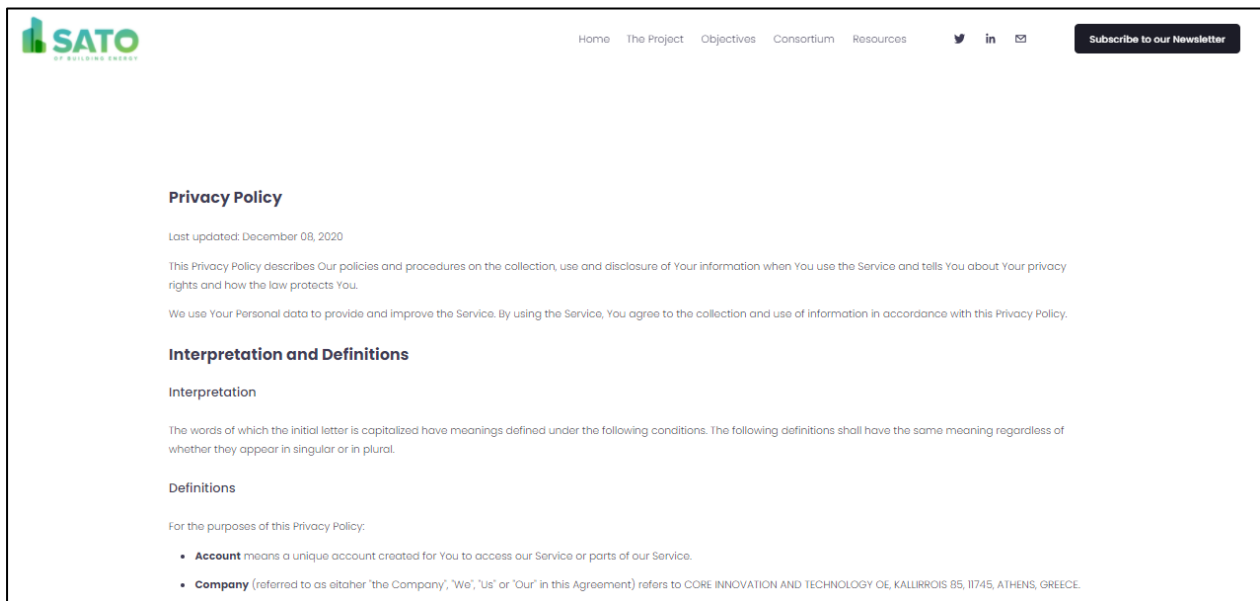 SATO
OF BUILDING ENERGY
Home The Project Objectives Consortium Resources
Subscribe to our Newsletter
Privacy Policy
Last updated: December 08, 2020
This Privacy Policy describes Our policies and procedures on the collection, use and disclosure of Your information when You use the Service and tells You about Your privacy
rights and how the law protects You.
We use Your Personal data to provide and improve the Service. By using the Service, You agree to the collection and use of information in accordance with this Privacy Policy.
Interpretation and Definitions
Interpretation
The words of which the initial letter is capitalized have meanings defined under the following conditions. The following definitions shall have the same meaning regardless of
whether they appear in singular or in plural.
Definitions
For the purposes of this Privacy Policy:
• Account means a unique account created for You to access our Service or parts of our Service.
• Company (referred to as eitaher "the Company", "We", "Us" or "Our" in this Agreement) refers to CORE INNOVATION AND TECHNOLOGY OE, KALLIRROIS 85, 11745, ATHENS, GREECE.